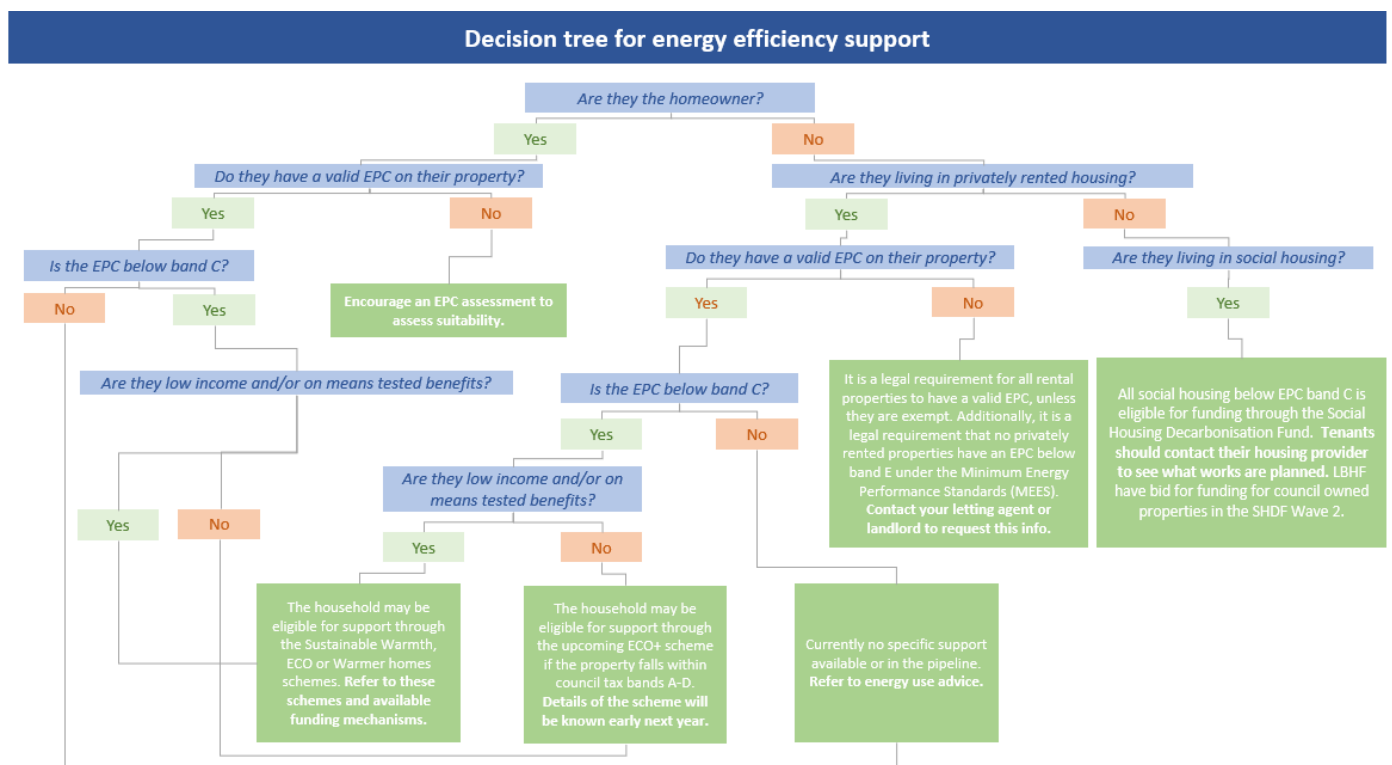 Decision tree for energy efficiency support
Are they the homeowner?
Yes
No
Do they have a valid EPC on their property?
Are they living in privately rented housing?
Yes
No
Yes
No
Is the EPC below band C?
Do they have a valid EPC on their property?
Are they living in social housing?
No
Yes
Encourage an EPC assessment to
assess suitability.
Yes
No
Yes
Are they low income and/or on means tested benefits?
Is the EPC below band C?
It is a legal requirement for all rental
properties to have a valid EPC, unless
they are exempt. Additionally, it is a
legal requirement that no privately
rented properties have an EPC below
band E under the Minimum Energy
Performance Standards (MEES).
Contact your letting agent or
landlord to request this info.
All social housing below EPC band C is
eligible for funding through the Social
Housing Decarbonisation Fund. Tenants
should contact their housing provider
to see what works are planned. LBHF
have bid for funding for council owned
properties in the SHDF Wave 2.
Yes
No
Are they low income and/or on
means tested benefits?
Yes
No
Yes
No
The household may be
eligible for support through
the Sustainable Warmth,
ECO or Warmer homes
schemes. Refer to these
schemes and available
funding mechanisms.
The household may be
eligible for support through
the upcoming ECO+ scheme
if the property falls within
council tax bands A-D.
Details of the scheme will
be known early next year.
Currently no specific support
available or in the pipeline.
Refer to energy use advice.